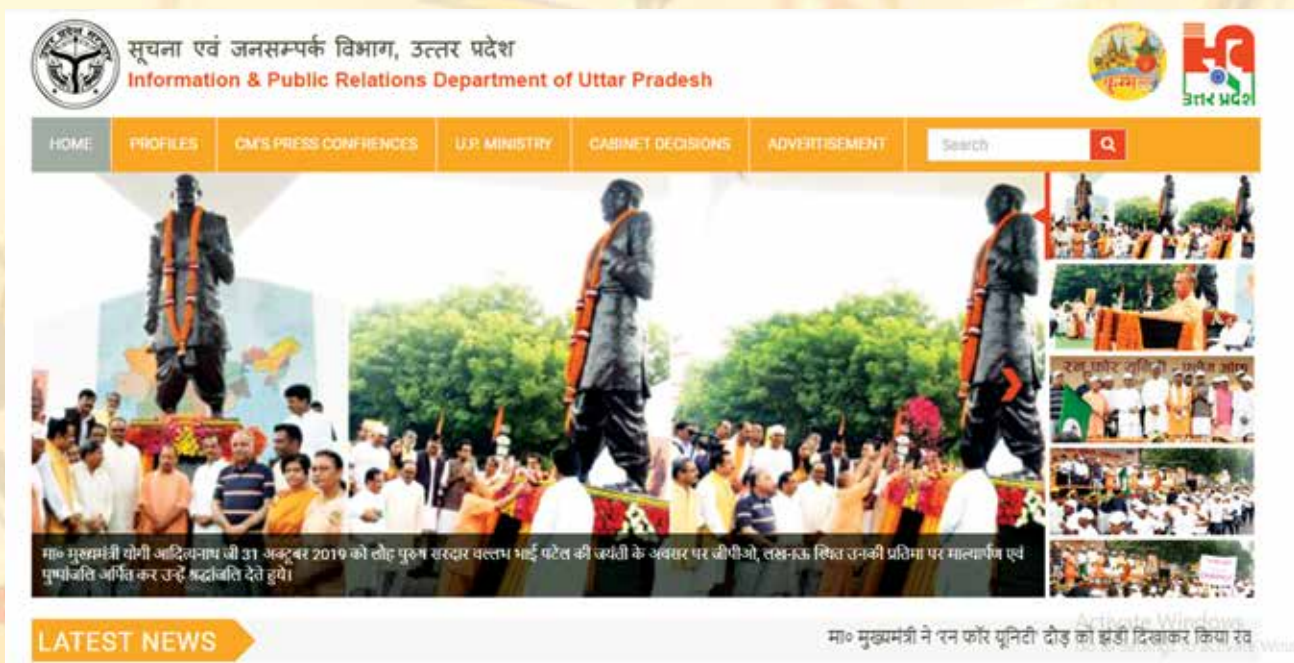 सूचना एवं जनसम्पर्क विभाग, उत्तर प्रदेश
Information & Public Relations Department of Uttar Pradesh
कुम्भ
उत्तर प्रदेश
HOME PROFILES CM'S PRESS CONFRENCES U.P. MINISTRY CABINET DECISIONS ADVERTISEMENT Search
रन फोर यूनिटी
मा० मुख्यमंत्री योगी आदित्यनाथ जी 31 अक्टूबर 2019 को लौह पुरुष सरदार वल्लभ भाई पटेल की जयंती के अवसर पर जीपीओ, लखनऊ स्थित उनकी प्रतिमा पर माल्यार्पण एवं
पुष्पांजलि अर्पित कर उन्हें श्रद्धांजलि देते हुये।
LATEST NEWS
मा० मुख्यमंत्री ने 'रन फॉर यूनिटी' दौड़ को झंडी दिखाकर किया रव
Activate Windows